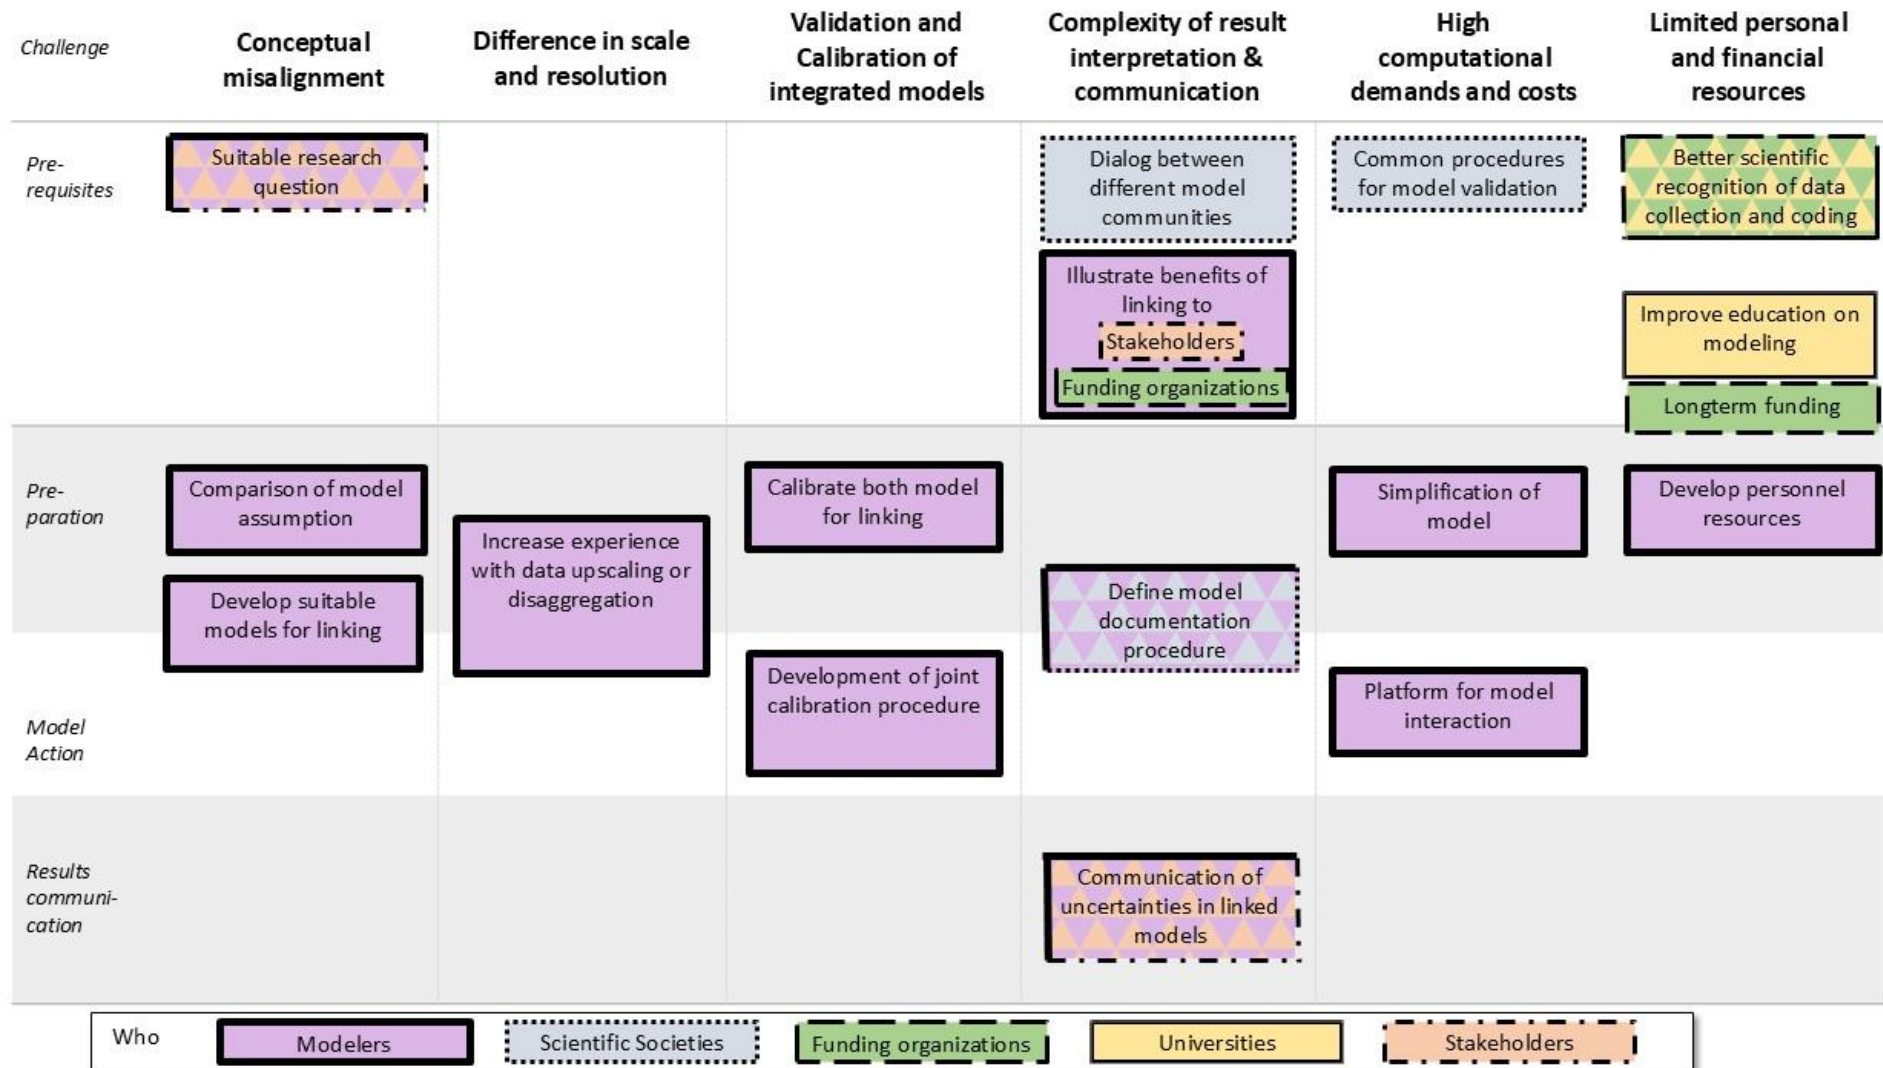 Challenge
Conceptual
misalignment
Difference in scale
and resolution
Validation and
Calibration of
integrated models
Complexity of result
interpretation &
communication
High
computational
demands and costs
Limited personal
and financial
resources
Pre-
requisites
Suitable research
question
Dialog between
different model
communities
Illustrate benefits of
linking to
Stakeholders
Funding organizations
Common procedures
for model validation
Better scientific
recognition of data
collection and coding
Improve education on
modeling
Longterm funding
Pre-
paration
Comparison of model
assumption
Develop suitable
models for linking
Increase experience
with data upscaling or
disaggregation
Calibrate both model
for linking
Define model
documentation
procedure
Simplification of
model
Develop personnel
resources
Model
Action
Development of joint
calibration procedure
Platform for model
interaction
Results
communi-
cation
Communication of
uncertainties in linked
models
Who
Modelers
Scientific Societies
Funding organizations
Universities
Stakeholders